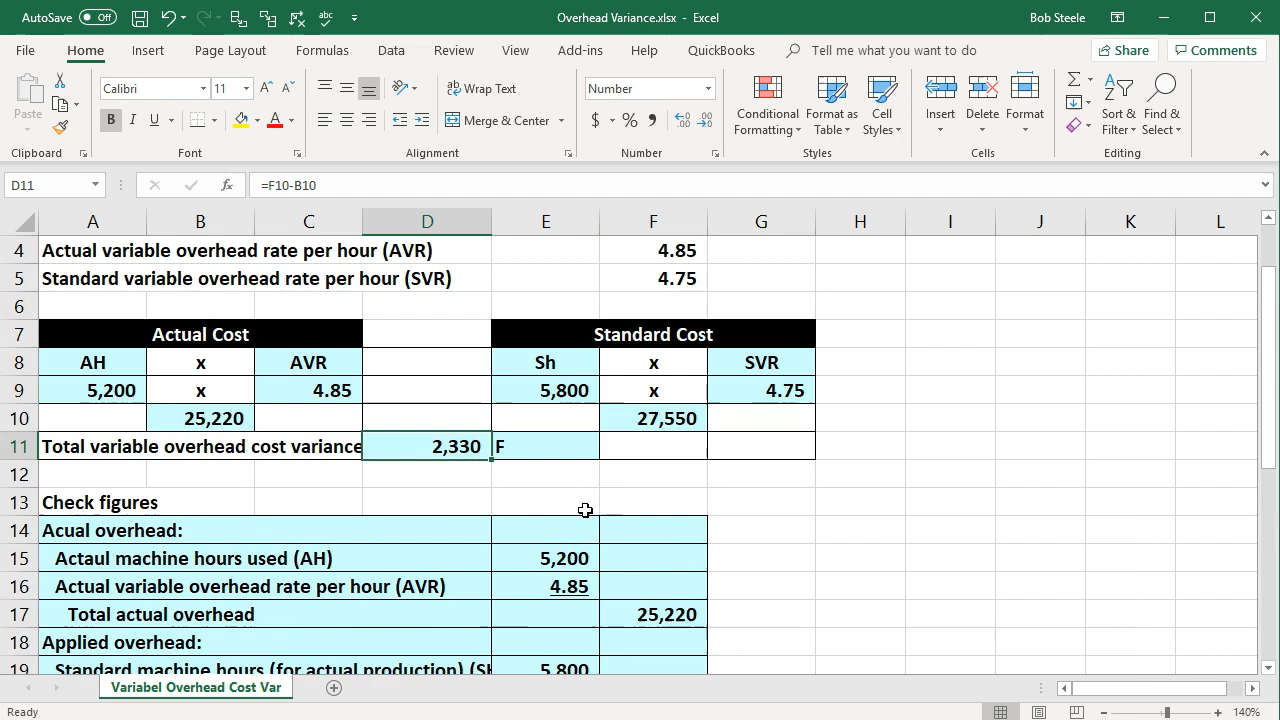 AutoSave Off Overhead Variance.xlsx - Excel Bob Steele
File Home Insert Page Layout Formulas Data Review View Add-ins Help QuickBooks Tell me what you want to do Share Comments
Paste Calibri 11 Wrap Text Number Conditional Formatting Format as Table Cell Styles Insert Delete Format Sort & Filter Find & Select
B I U A Merge & Center $ % ,
Clipboard Font Alignment Number Styles Cells Editing
D11 fx =F10-B10
A B C D E F G H I J K L
4 Actual variable overhead rate per hour (AVR) 4.85
5 Standard variable overhead rate per hour (SVR) 4.75
6
7 Actual Cost Standard Cost
8 AH x AVR Sh x SVR
9 5,200 x 4.85 5,800 x 4.75
10 25,220 27,550
11 Total variable overhead cost variance 2,330 F
12
13 Check figures
14 Acual overhead:
15 Actaul machine hours used (AH) 5,200
16 Actual variable overhead rate per hour (AVR) 4.85
17 Total actual overhead 25,220
18 Applied overhead:
19 Standard machine hours (for actual production) (SH 5,800
Variabel Overhead Cost Var
Ready 140%